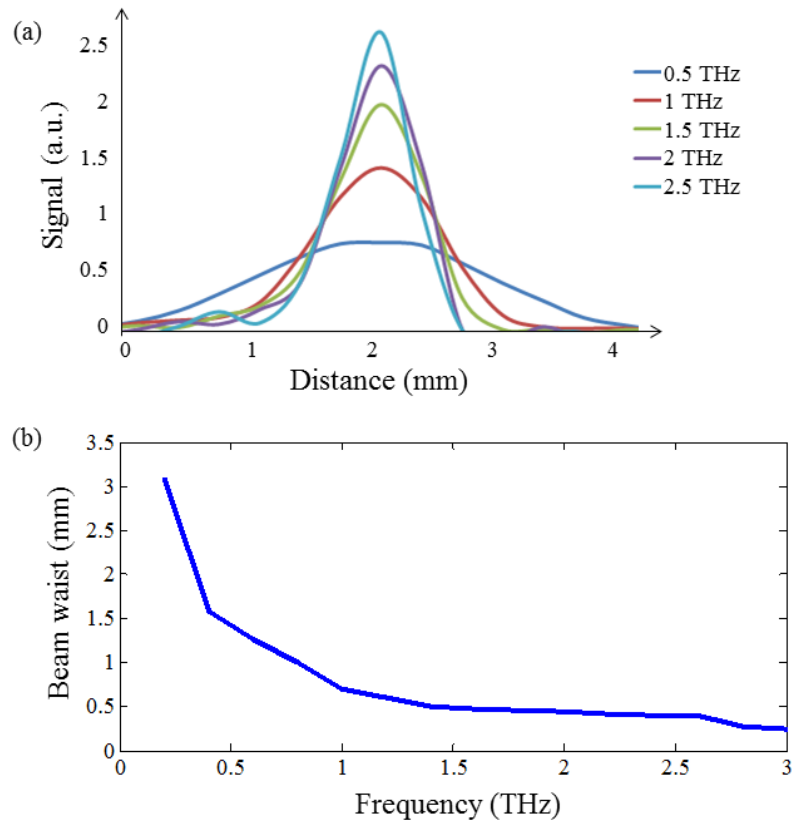 (a)
2.5
2
1.5
1
0.5
0
Signal (a.u.)
0 1 2 3 4
Distance (mm)
0.5 THz
1 THz
1.5 THz
2 THz
2.5 THz
(b)
3.5
3
2.5
2
1.5
1
0.5
0
Beam waist (mm)
0 0.5 1 1.5 2 2.5 3
Frequency (THz)